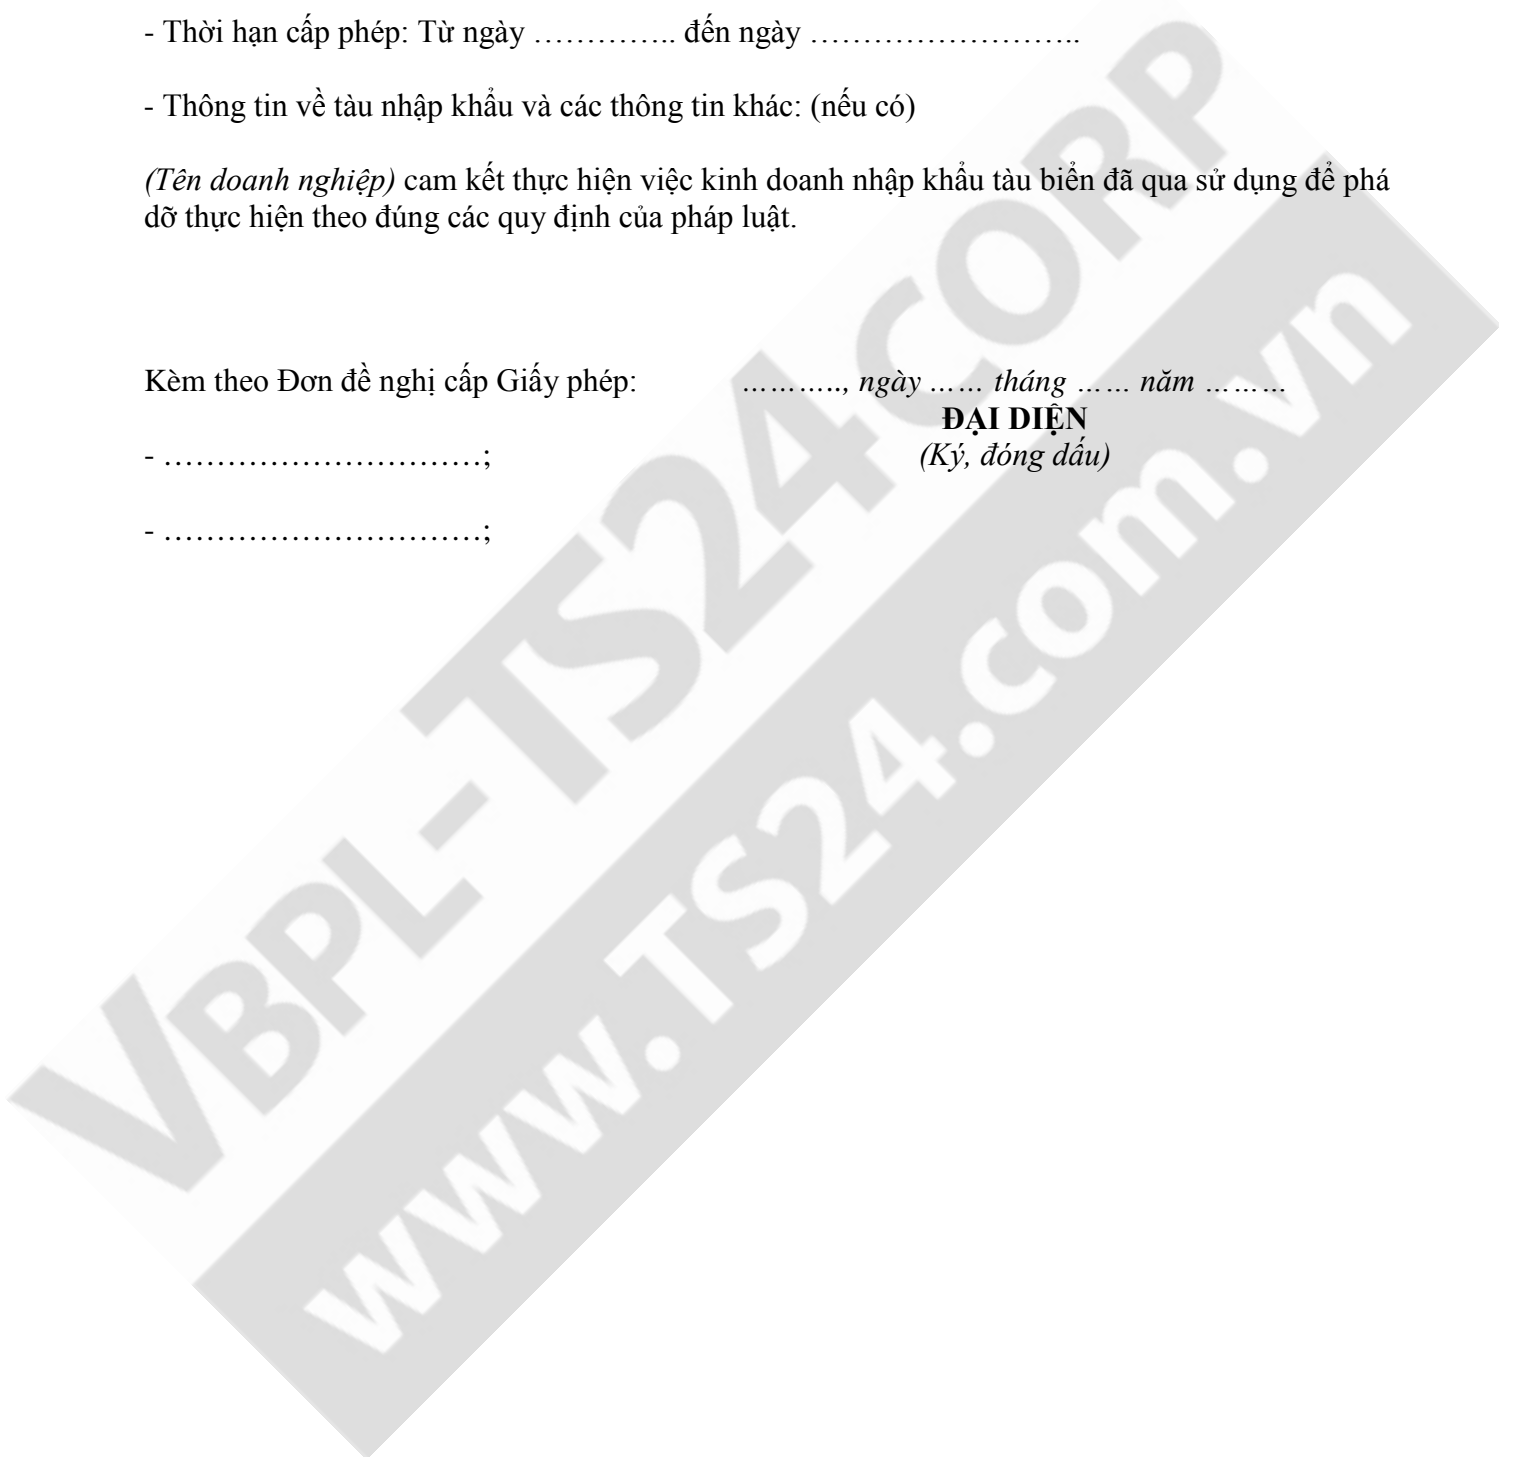 - Thời hạn cấp phép: Từ ngày ………….. đến ngày ……………………..
- Thông tin về tàu nhập khẩu và các thông tin khác: (nếu có)
(Tên doanh nghiệp) cam kết thực hiện việc kinh doanh nhập khẩu tàu biển đã qua sử dụng để phá
dỡ thực hiện theo đúng các quy định của pháp luật.
Kèm theo Đơn đề nghị cấp Giấy phép:
- …………………………;
- …………………………;
……….., ngày …… tháng …… năm ………
ĐẠI DIỆN
(Ký, đóng dấu)
VBPL-TS24CORP
www.TS24.com.vn